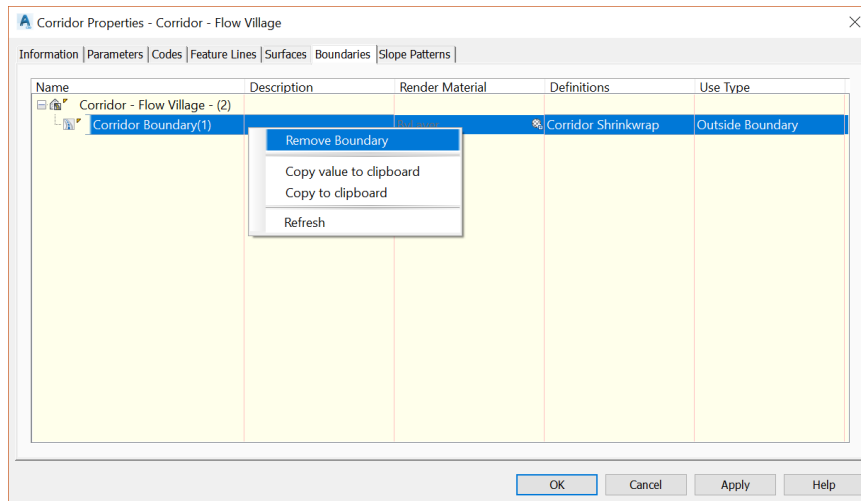 Corridor Properties - Corridor - Flow Village
Information Parameters Codes Feature Lines Surfaces Boundaries Slope Patterns
Name Description Render Material Definitions Use Type
Corridor - Flow Village - (2)
Corridor Boundary(1) Corridor Shrinkwrap Outside Boundary
Remove Boundary
Copy value to clipboard
Copy to clipboard
Refresh
OK Cancel Apply Help